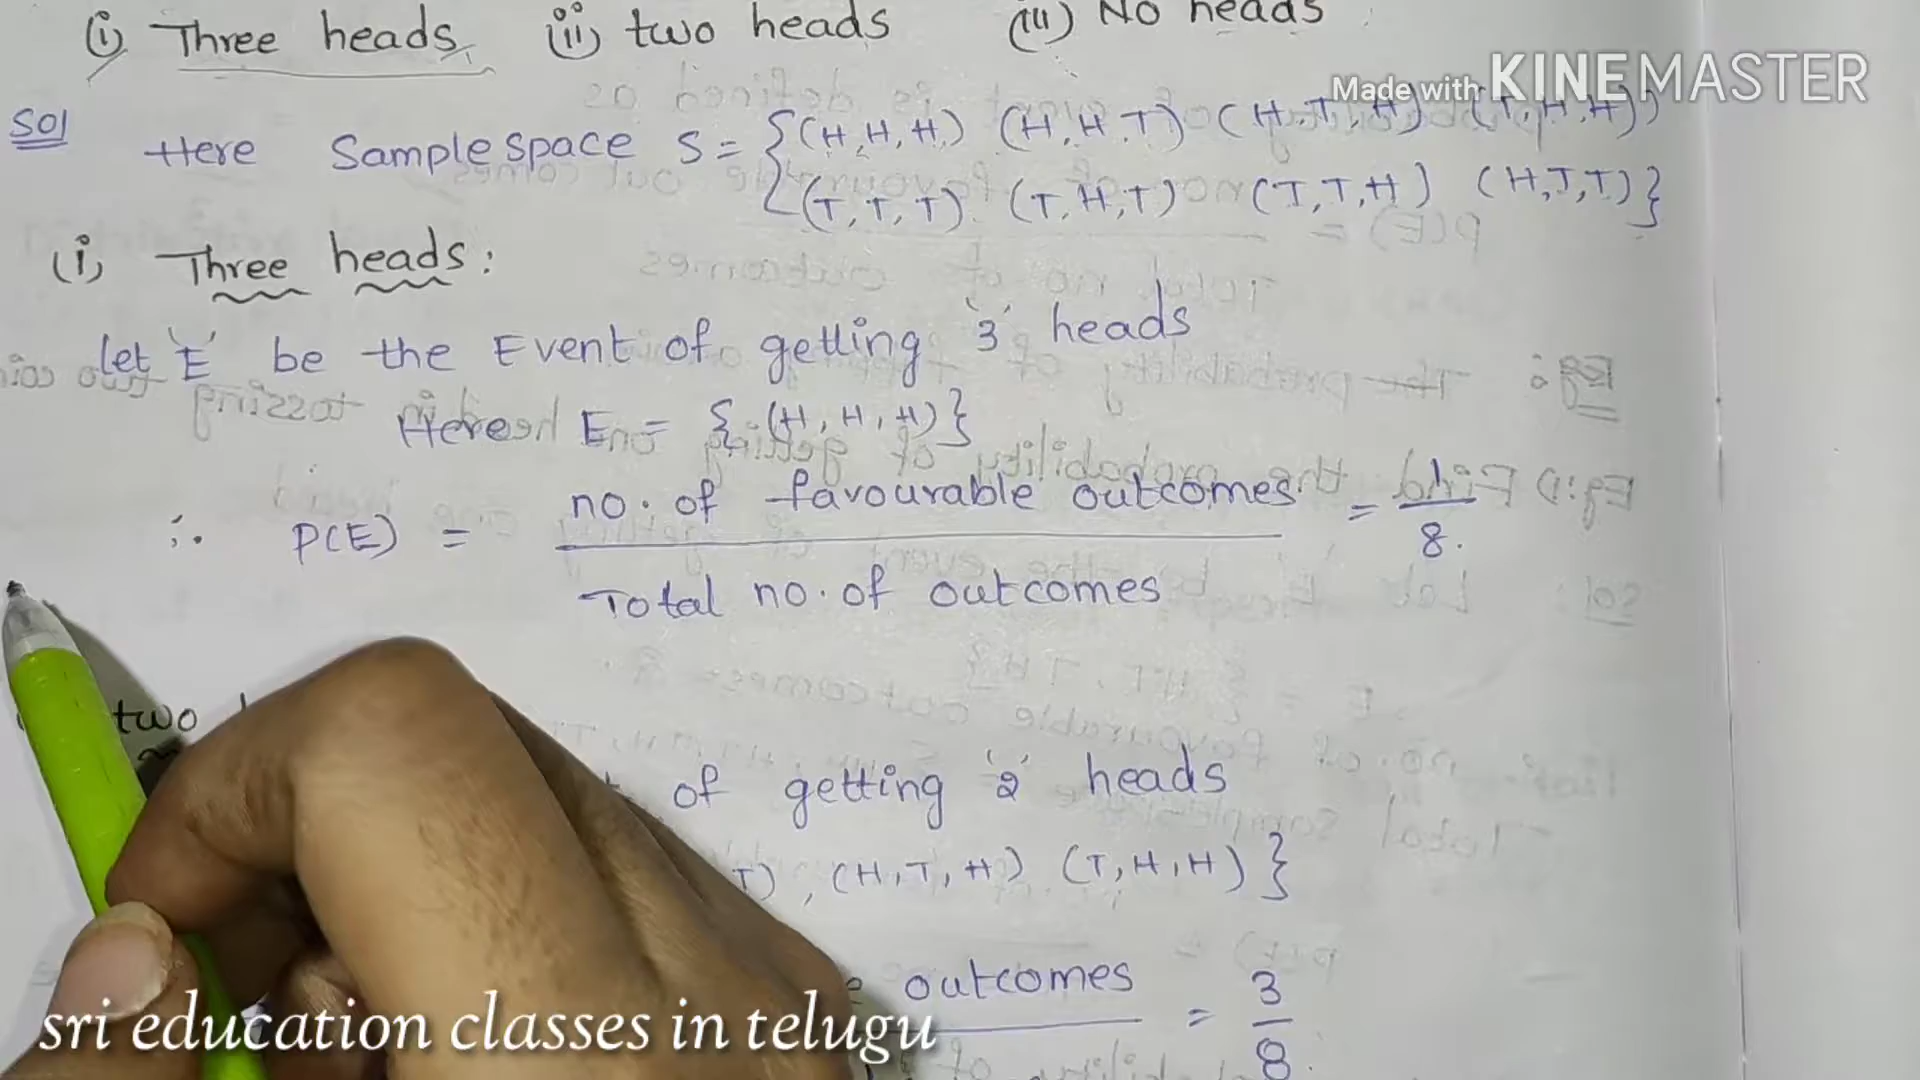 (i) Three heads (ii) two heads (iii) No heads
Made with KINEMASTER
Sol Here Sample space S = {(H,H,H) (H,H,T) (H,T,H) (T,H,H)
(T,T,T) (T,H,T) (T,T,H) (H,T,T)}
(i) Three heads:
let 'E' be the Event of getting '3' heads
Here E = {(H,H,H)}
∴ P(E) = no. of favourable outcomes / Total no. of outcomes = 1/8.
two
of getting '2' heads
T), (H,T,H) (T,H,H)}
outcomes = 3/8.
sri education classes in telugu